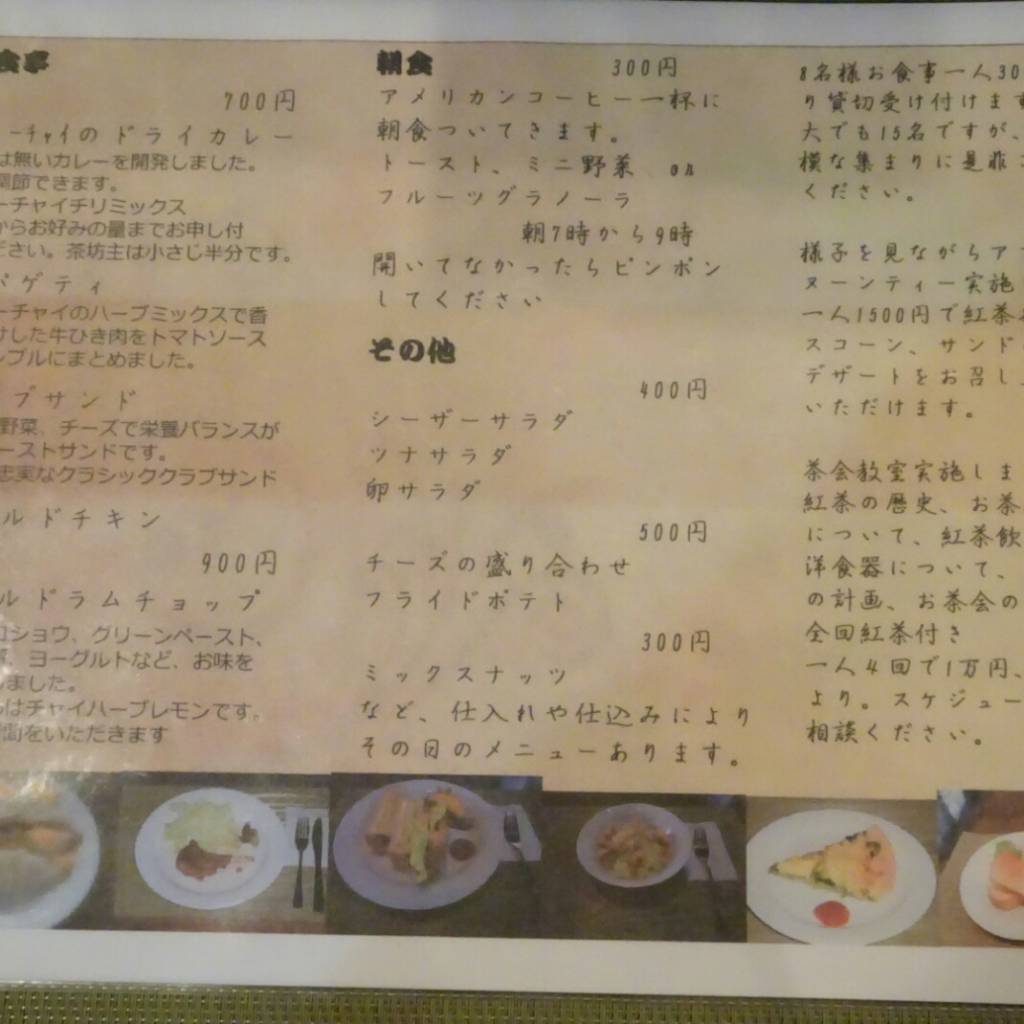 食事
700円
ーチャイのドライカレー
は無いカレーを開発しました。
調節できます。
ーチャイチリミックス
からお好みの量までお申し付
ださい。茶坊主は小さじ半分です。
パゲティ
ーチャイのハーブミックスで香
けした牛ひき肉をトマトソース
ンプルにまとめました。
ブサンド
野菜、チーズで栄養バランスが
ーストサンドです。
忠実なクラシッククラブサンド
ルドチキン
900円
ルドラムチョップ
コショウ、グリーンペースト、
ヨーグルトなど、お味を
しました。
はチャイハーブレモンです。
時間をいただきます
朝食
300円
アメリカンコーヒー一杯に
朝食ついてきます。
トースト、ミニ野菜 on
フルーツグラノーラ
朝7時から9時
開いてなかったらピンポン
してください
その他
400円
シーザーサラダ
ツナサラダ
卵サラダ
500円
チーズの盛り合わせ
フライドポテト
300円
ミックスナッツ
など、仕入れや仕込みにより
その日のメニューあります。
8名様お食事一人30
り貸切受け付けます
大でも15名ですが、
模な集まりに是非
ください。
様子を見ながらア
ヌーンティー実施
一人1500円で紅茶
スコーン、サンド
デザートをお召し
いただけます。
茶会教室実施しま
紅茶の歴史、お茶
について、紅茶飲
洋食器について、
の計画、お茶会の
全回紅茶付き
一人4回で1万円、
より。スケジュー
相談ください。